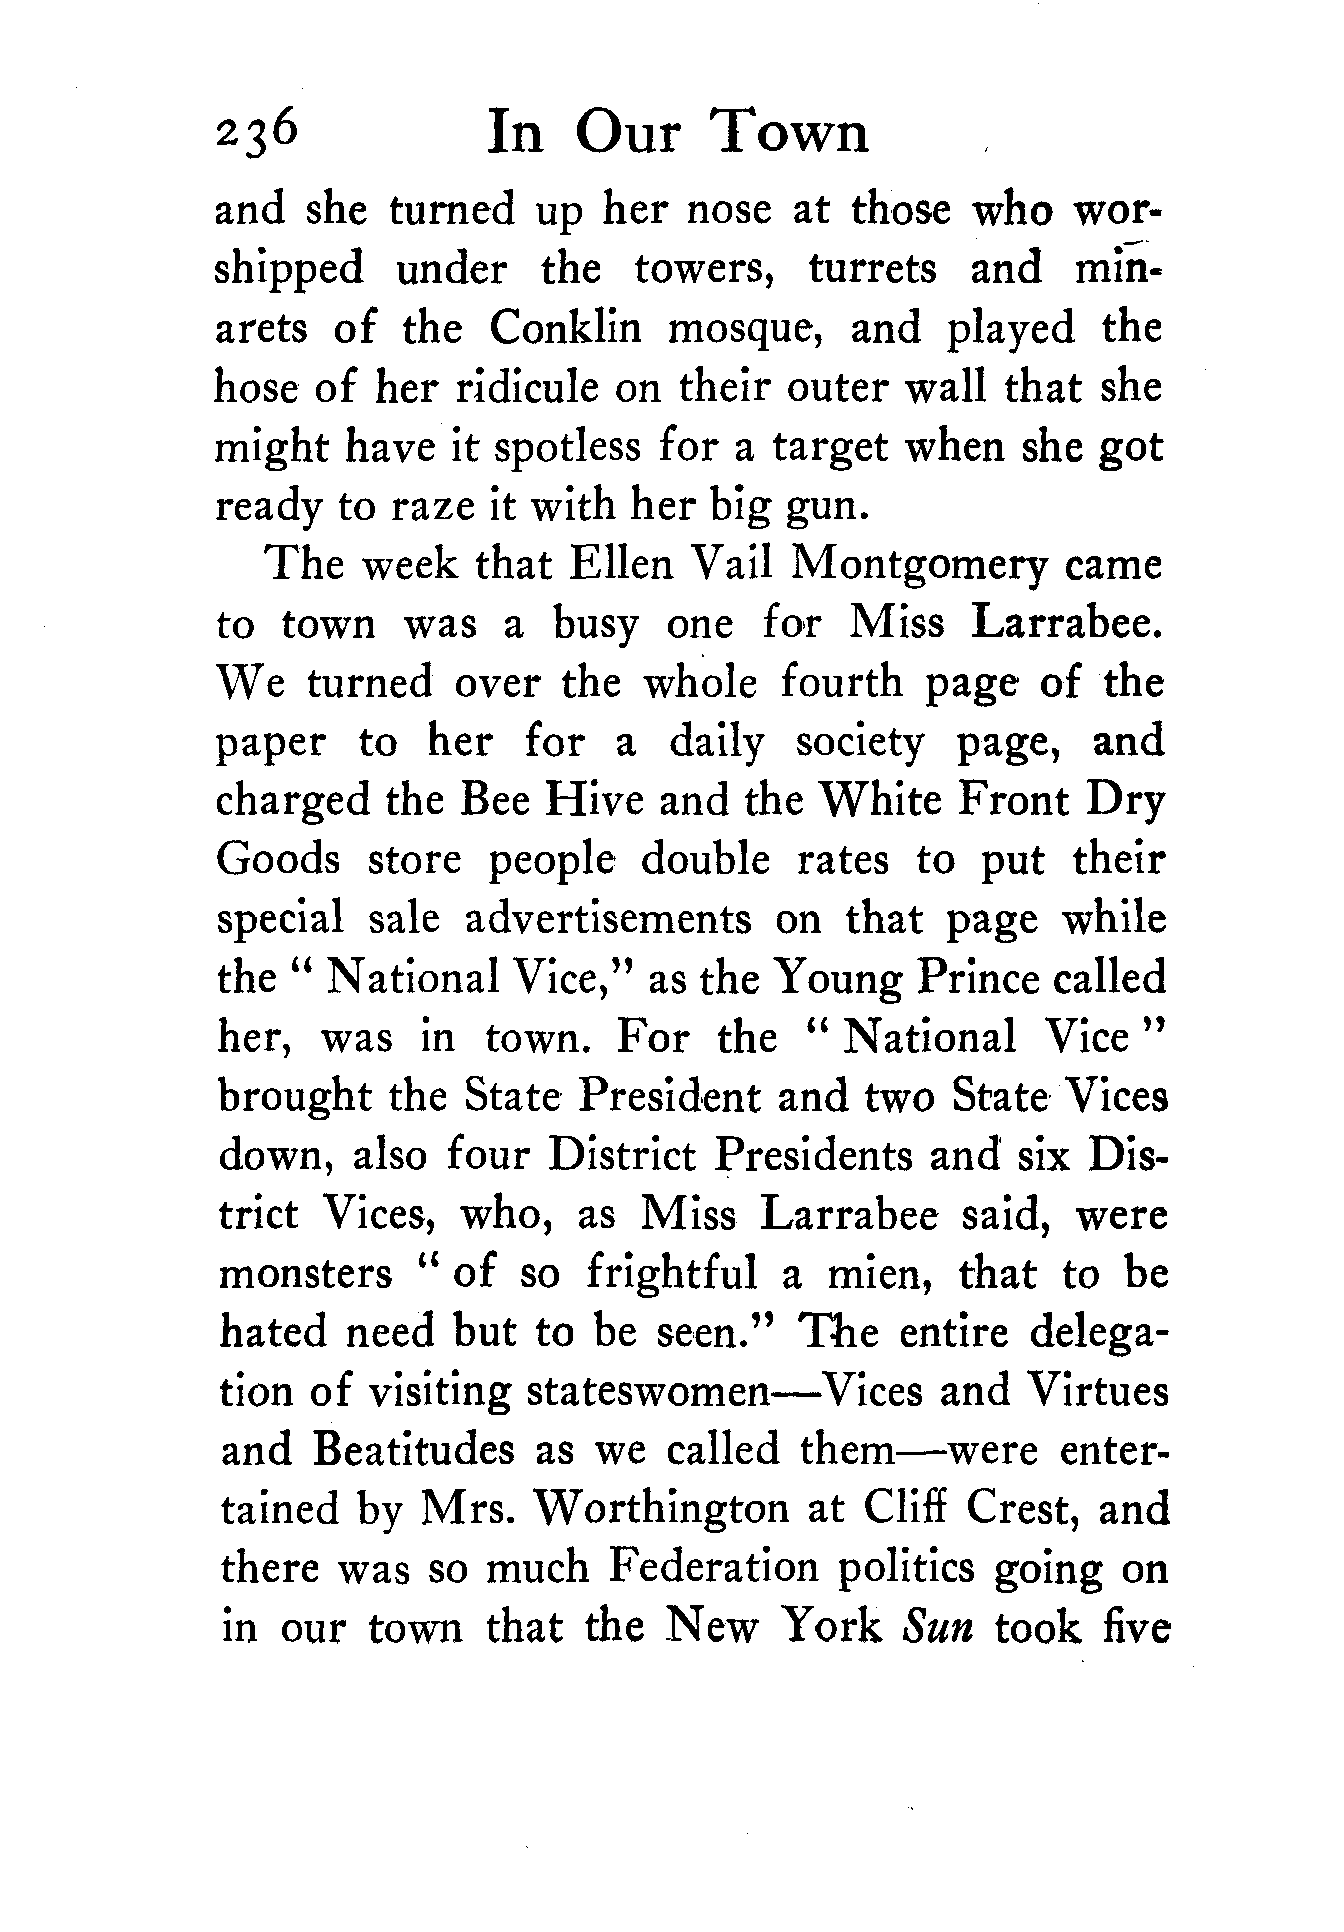 236 In Our Town
and she turned up her nose at those who wor-
shipped under the towers, turrets and min-
arets of the Conklin mosque, and played the
hose of her ridicule on their outer wall that she
might have it spotless for a target when she got
ready to raze it with her big gun.
The week that Ellen Vail Montgomery came
to town was a busy one for Miss Larrabee.
We turned over the whole fourth page of the
paper to her for a daily society page, and
charged the Bee Hive and the White Front Dry
Goods store people double rates to put their
special sale advertisements on that page while
the “ National Vice,” as the Young Prince called
her, was in town. For the “ National Vice ”
brought the State President and two State Vices
down, also four District Presidents and six Dis-
trict Vices, who, as Miss Larrabee said, were
monsters “ of so frightful a mien, that to be
hated need but to be seen.” The entire delega-
tion of visiting stateswomen—Vices and Virtues
and Beatitudes as we called them—were enter-
tained by Mrs. Worthington at Cliff Crest, and
there was so much Federation politics going on
in our town that the New York Sun took five